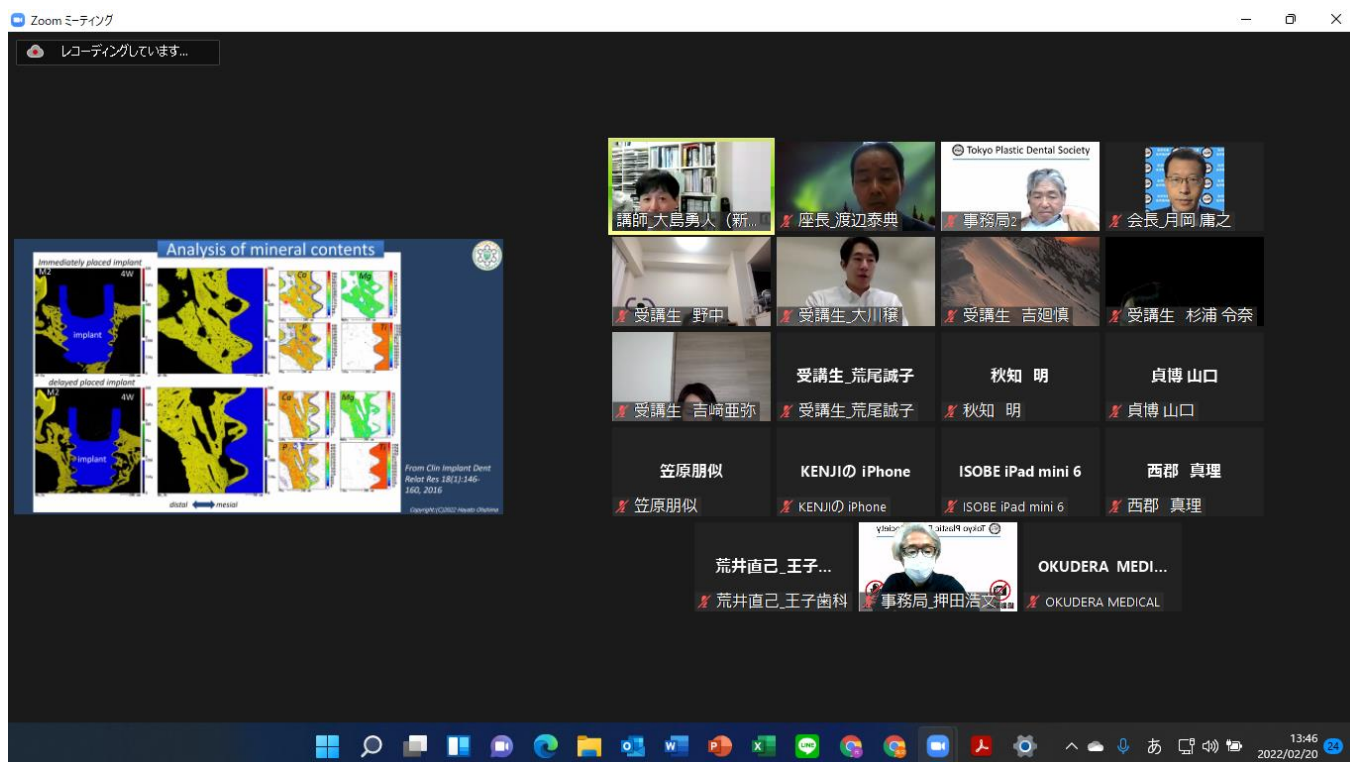 Zoom ミーティング
レコーディングしています...
Analysis of mineral contents
Immediately placed implant
M2
4W
implant
Ca
Mg
P
Ti
delayed placed implant
M2
4W
implant
Ca
Mg
P
Ti
distal
mesial
From Clin Implant Dent
Relat Res 18(1):146-
160, 2016
Copyright:(C)2022 Hayato Ohshima
講師_大島勇人（新...
座長_渡辺泰典
Tokyo Plastic Dental Society
事務局2
会長_月岡 庸之
受講生 野中
受講生_大川穣
受講生 吉廻慎
受講生 杉浦 令奈
受講生 吉﨑亜弥
受講生_荒尾誠子
受講生_荒尾誠子
秋知 明
秋知 明
貞博 山口
貞博 山口
笠原朋似
笠原朋似
KENJIの iPhone
KENJIの iPhone
ISOBE iPad mini 6
ISOBE iPad mini 6
西郡 真理
西郡 真理
荒井直己_王子...
荒井直己_王子歯科
Tokyo Plastic Dental Society
事務局_押田浩文
OKUDERA MEDI...
OKUDERA MEDICAL
あ
13:46
2022/02/20
24